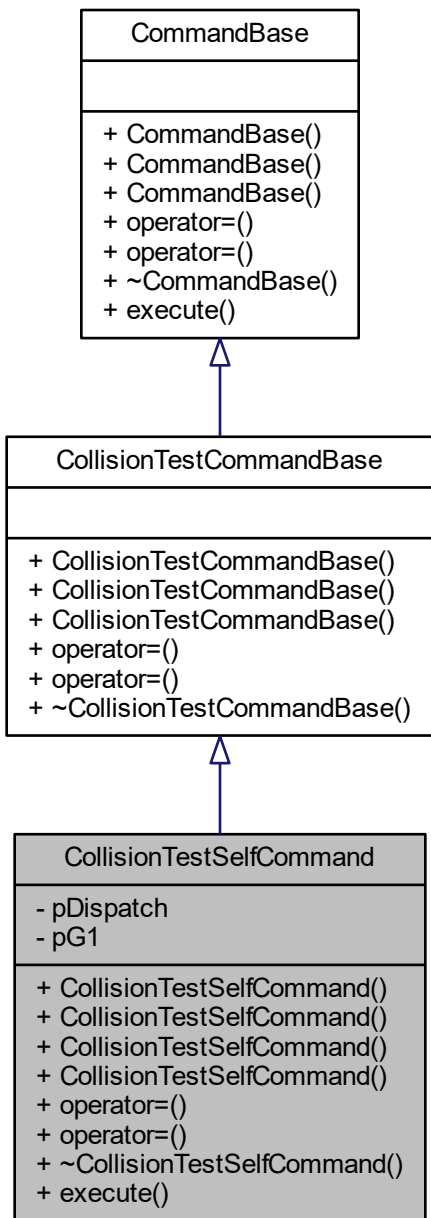 CommandBase
+ CommandBase()
+ CommandBase()
+ CommandBase()
+ operator=()
+ operator=()
+ ~CommandBase()
+ execute()
CollisionTestCommandBase
+ CollisionTestCommandBase()
+ CollisionTestCommandBase()
+ CollisionTestCommandBase()
+ operator=()
+ operator=()
+ ~CollisionTestCommandBase()
CollisionTestSelfCommand
- pDispatch
- pG1
+ CollisionTestSelfCommand()
+ CollisionTestSelfCommand()
+ CollisionTestSelfCommand()
+ CollisionTestSelfCommand()
+ operator=()
+ operator=()
+ ~CollisionTestSelfCommand()
+ execute()